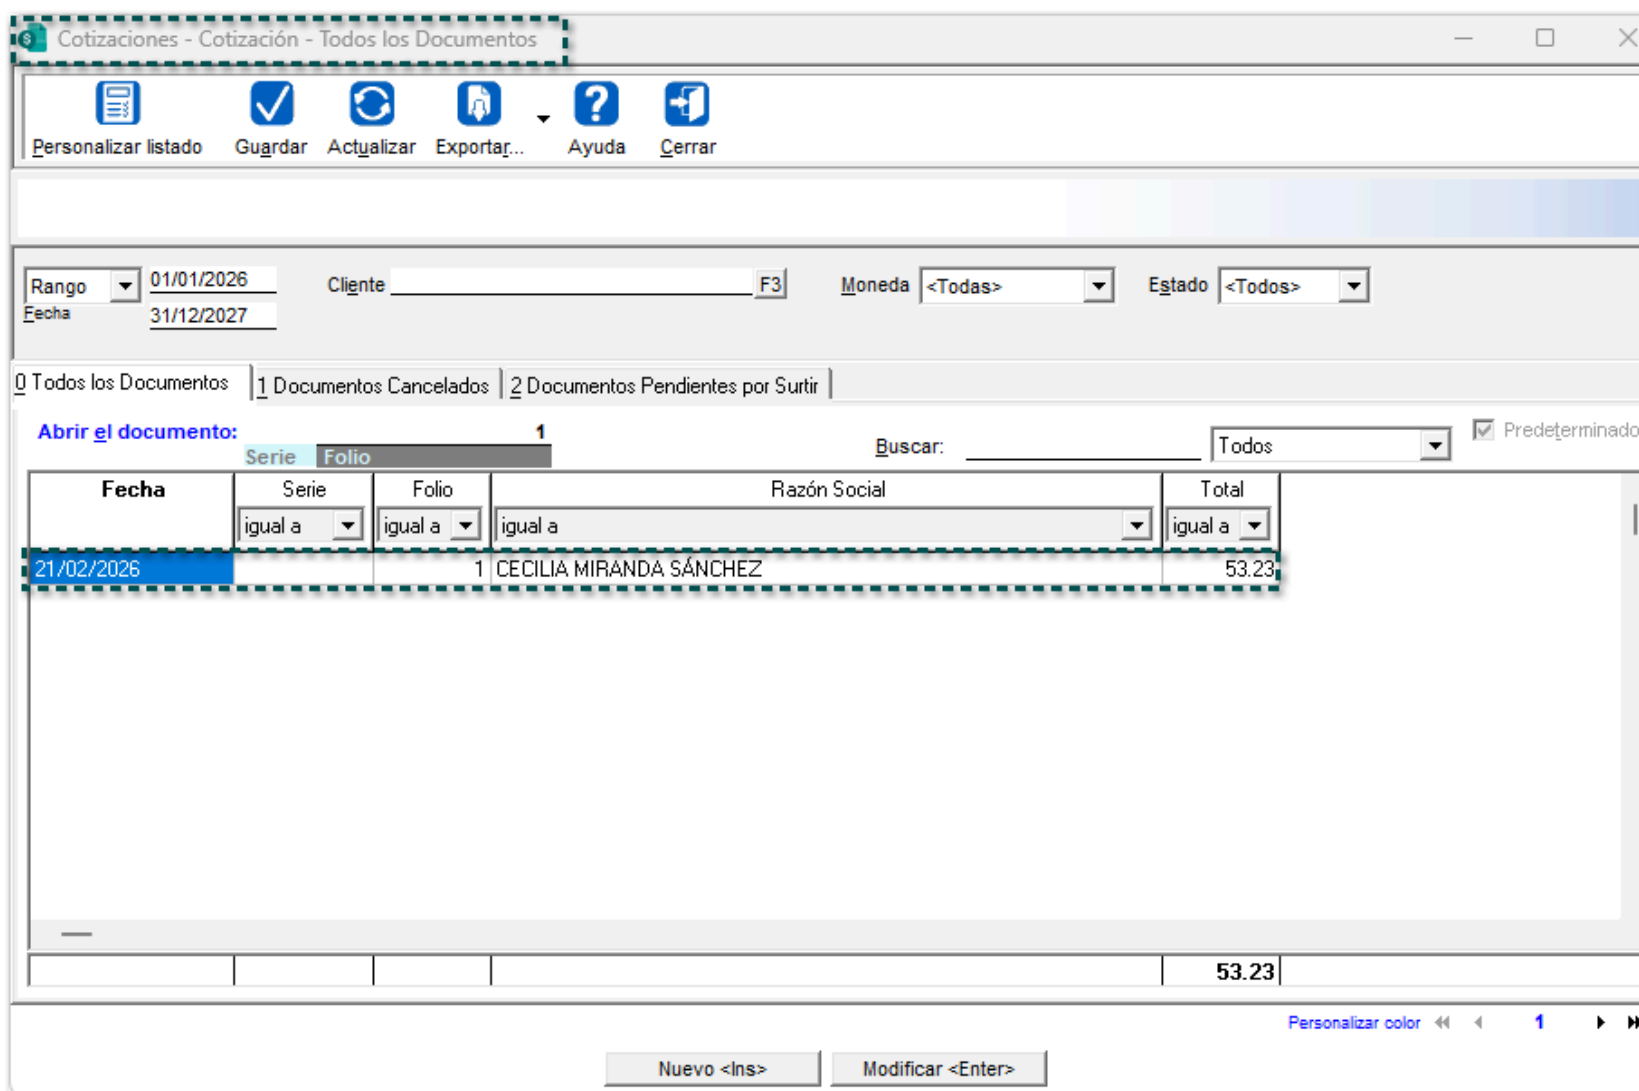 Cotizaciones - Cotización - Todos los Documentos
Personalizar listado Guardar Actualizar Exportar... Ayuda Cerrar
Rango 01/01/2026 Cliente F3 Moneda <Todas> Estado <Todos>
Fecha 31/12/2027
0 Todos los Documentos 1 Documentos Cancelados 2 Documentos Pendientes por Surtir
Abrir el documento: 1 Buscar: Todos Predeterminado
Serie Folio
Fecha Serie Folio Razón Social Total
igual a igual a igual a igual a
21/02/2026 1 CECILIA MIRANDA SÁNCHEZ 53.23
53.23
Personalizar color 1
Nuevo <Ins> Modificar <Enter>